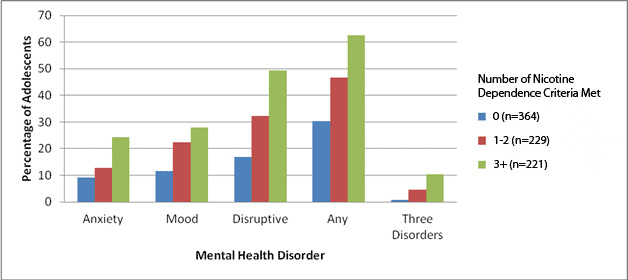 Percentage of Adolescents
70
60
50
40
30
20
10
0
Anxiety
Mood
Disruptive
Any
Three
Disorders
Mental Health Disorder
Number of Nicotine
Dependence Criteria Met
0 (n=364)
1-2 (n=229)
3+ (n=221)